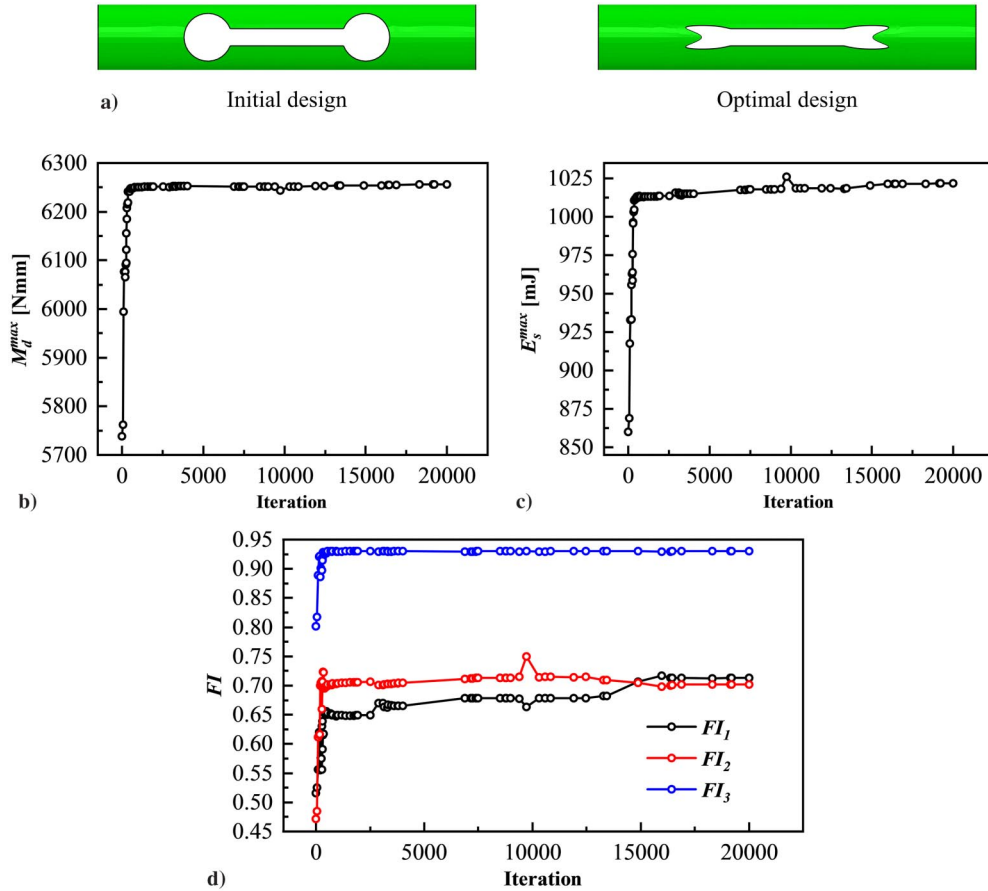 a)
Initial design
Optimal design
6300
6200
6100
6000
5900
5800
5700
M_d^max [Nmm]
0 5000 10000 15000 20000
Iteration
b)
1025
1000
975
950
925
900
875
850
E_s^max [mJ]
0 5000 10000 15000 20000
Iteration
c)
0.95
0.90
0.85
0.80
0.75
0.70
0.65
0.60
0.55
0.50
0.45
FI
FI_1
FI_2
FI_3
0 5000 10000 15000 20000
Iteration
d)